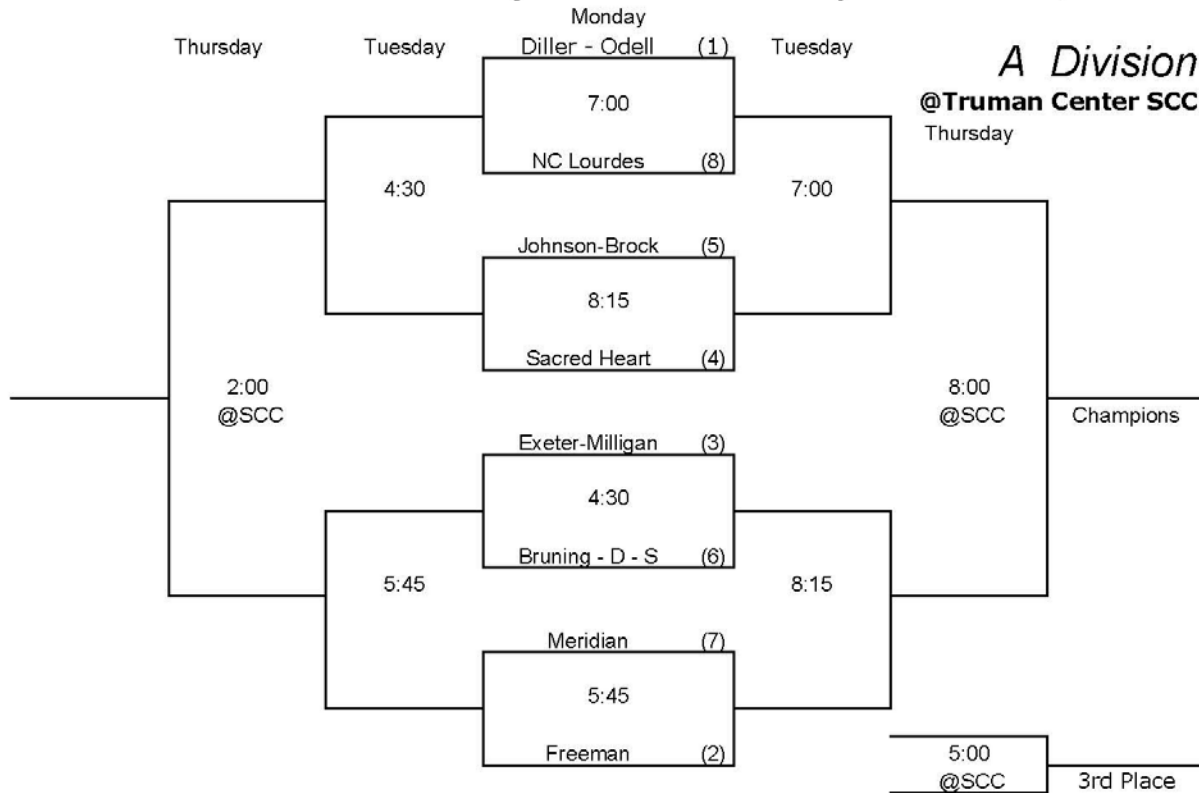 Monday
Thursday Tuesday Diller - Odell (1) Tuesday A Division
7:00 @Truman Center SCC
Thursday
NC Lourdes (8)
4:30 7:00
Johnson-Brock (5)
8:15
Sacred Heart (4)
2:00 8:00
@SCC @SCC Champions
Exeter-Milligan (3)
4:30
Bruning - D - S (6)
5:45 8:15
Meridian (7)
5:45
Freeman (2) 5:00
@SCC 3rd Place